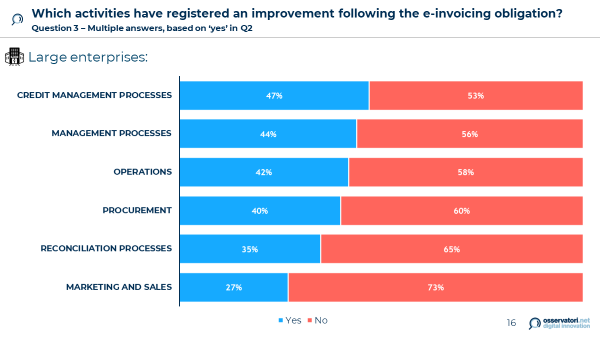 Which activities have registered an improvement following the e-invoicing obligation?
Question 3 – Multiple answers, based on ‘yes’ in Q2
Large enterprises:
CREDIT MANAGEMENT PROCESSES 47% 53%
MANAGEMENT PROCESSES 44% 56%
OPERATIONS 42% 58%
PROCUREMENT 40% 60%
RECONCILIATION PROCESSES 35% 65%
MARKETING AND SALES 27% 73%
Yes No
16
osservatori.net
digital innovation